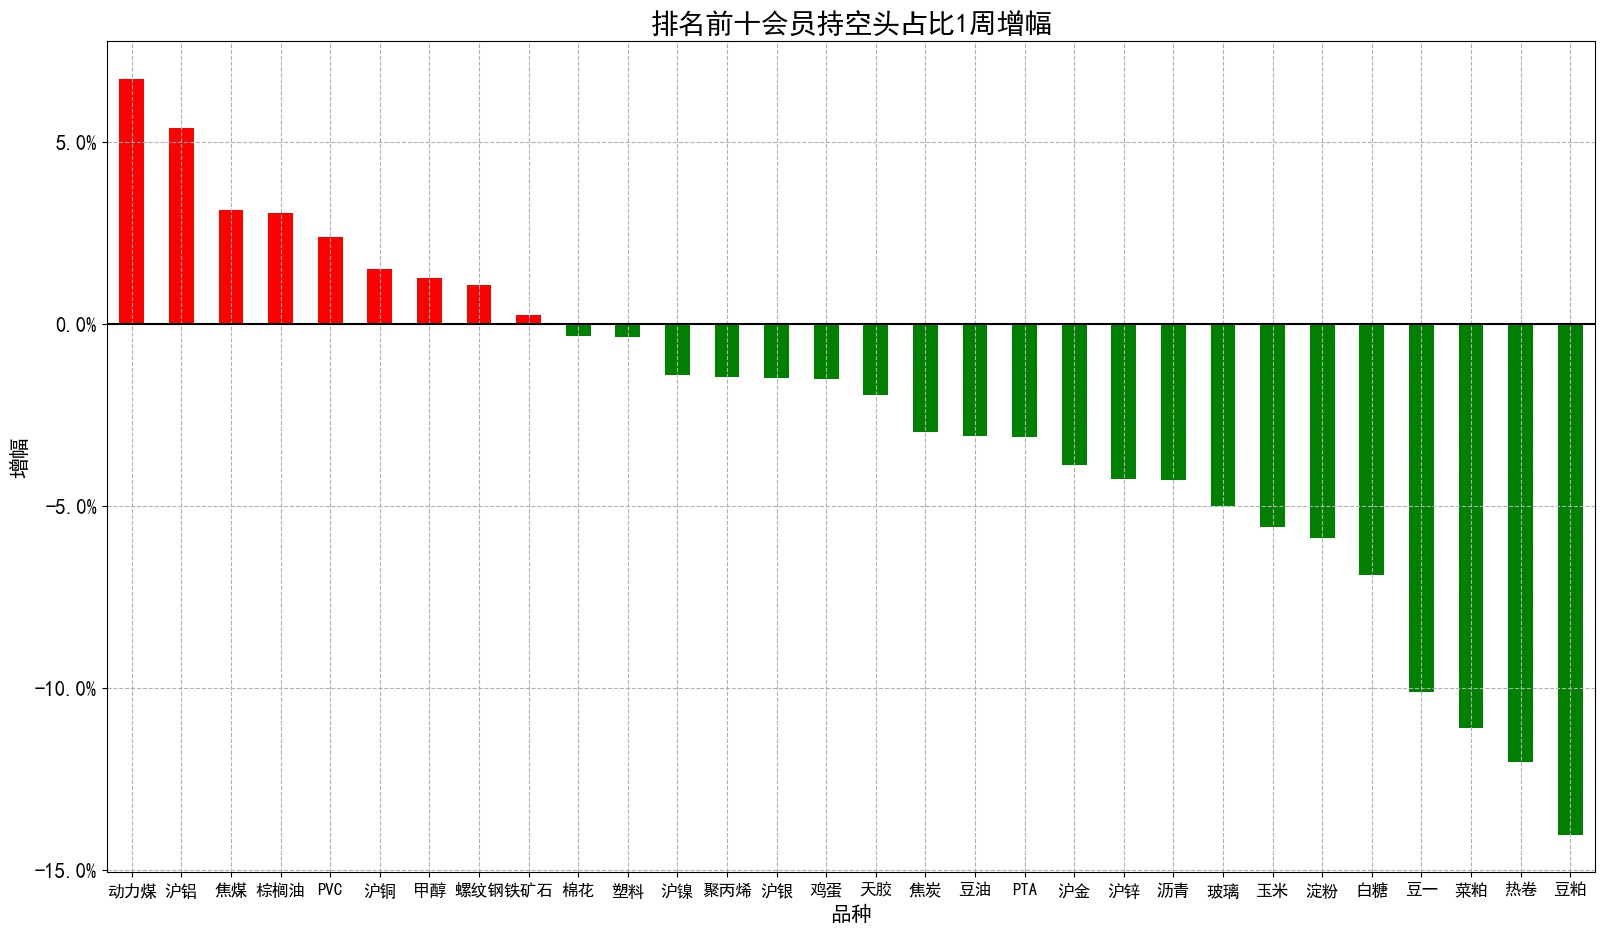 排名前十会员持空头占比1周增幅
5.0%
0.0%
−5.0%
−10.0%
−15.0%
增幅
动力煤 沪铝 焦煤 棕榈油 PVC 沪铜 甲醇 螺纹钢 铁矿石 棉花 塑料 沪镍 聚丙烯 沪银 鸡蛋 天胶 焦炭 豆油 PTA 沪金 沪锌 沥青 玻璃 玉米 淀粉 白糖 豆一 菜粕 热卷 豆粕
品种